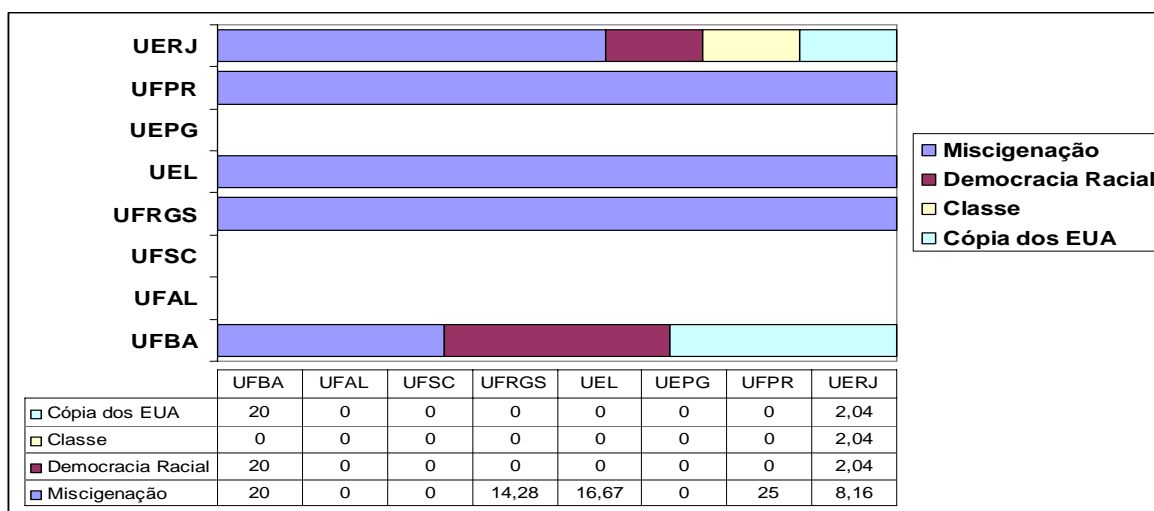 UERJ
UFPR
UEPG
UEL
UFRGS
UFSC
UFAL
UFBA
Miscigenação
Democracia Racial
Classe
Cópia dos EUA
UFBA UFAL UFSC UFRGS UEL UEPG UFPR UERJ
Cópia dos EUA 20 0 0 0 0 0 0 2,04
Classe 0 0 0 0 0 0 0 2,04
Democracia Racial 20 0 0 0 0 0 0 2,04
Miscigenação 20 0 0 14,28 16,67 0 25 8,16